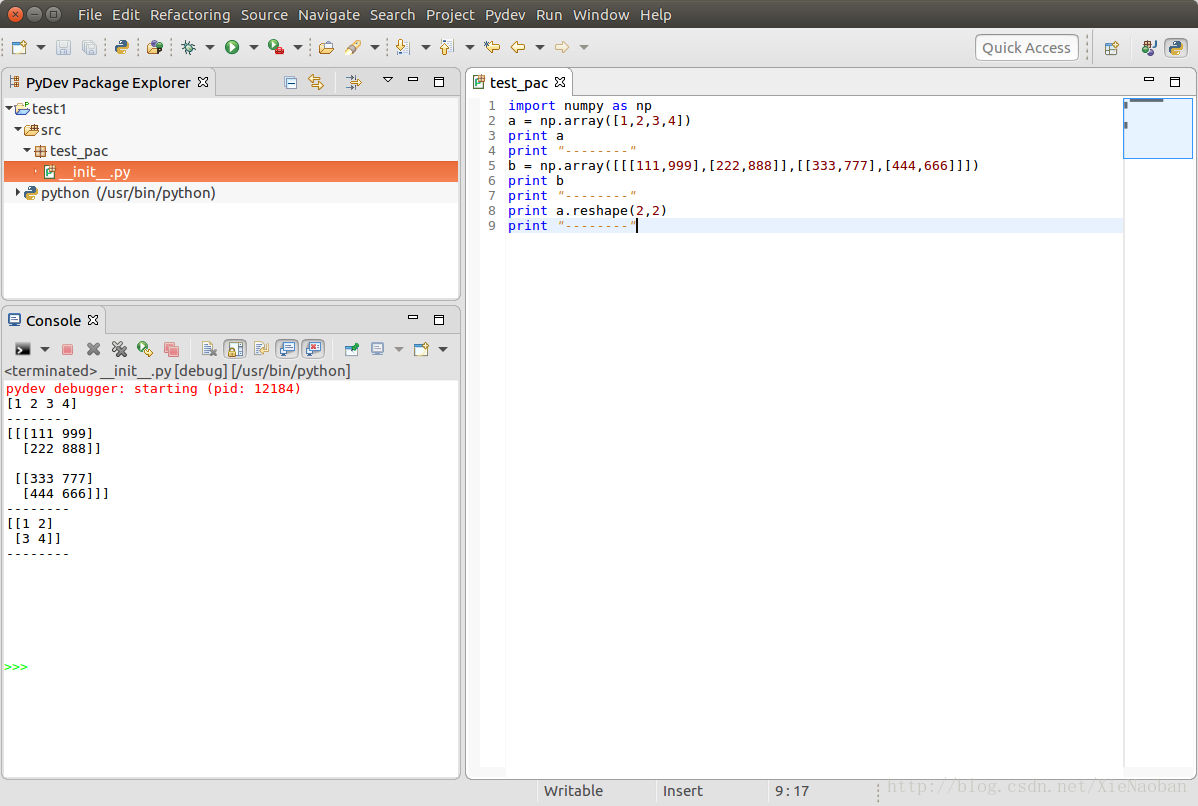 File Edit Refactoring Source Navigate Search Project Pydev Run Window Help
Quick Access
PyDev Package Explorer
test1
src
test_pac
__init__.py
python (/usr/bin/python)
Console
<terminated> __init__.py [debug] [/usr/bin/python]
pydev debugger: starting (pid: 12184)
[1 2 3 4]
--------
[[[111 999]
  [222 888]]
 [[333 777]
  [444 666]]]
--------
[[1 2]
 [3 4]]
--------
>>>
test_pac
1 import numpy as np
2 a = np.array([1,2,3,4])
3 print a
4 print "--------"
5 b = np.array([[[111,999],[222,888]],[[333,777],[444,666]]])
6 print b
7 print "--------"
8 print a.reshape(2,2)
9 print "--------"
Writable Insert 9:17
http://blog.csdn.net/XieNaoban